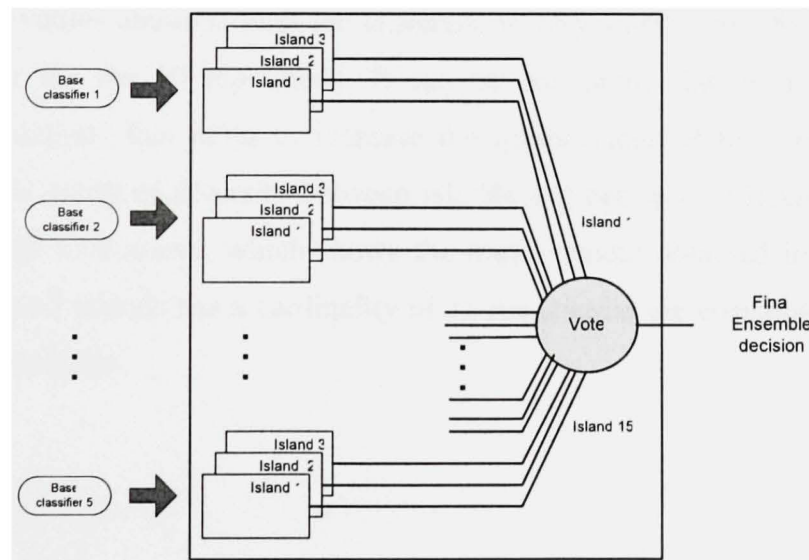 Island 3
Island 2
Island 1
Base
classifier 1
Island 3
Island 2
Island 1
Base
classifier 2
Island 1
Vote
Fina
Ensemble
decision
Island 15
Island 3
Island 2
Island 1
Base
classifier 5